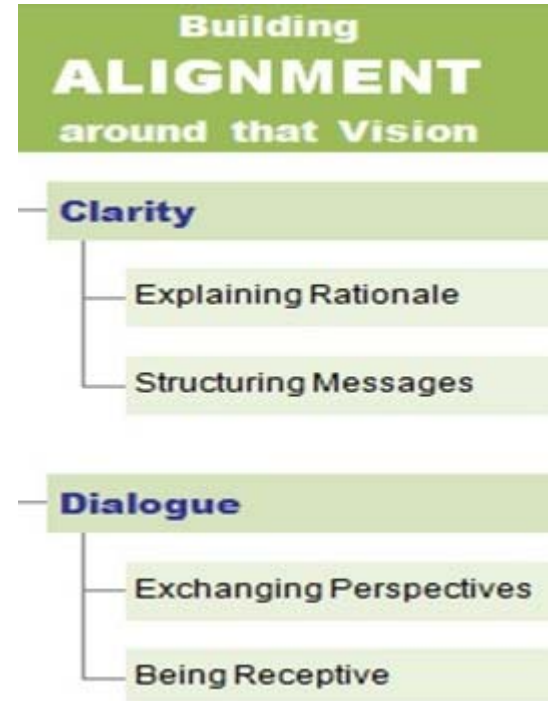 Building
ALIGNMENT
around that Vision
Clarity
Explaining Rationale
Structuring Messages
Dialogue
Exchanging Perspectives
Being Receptive